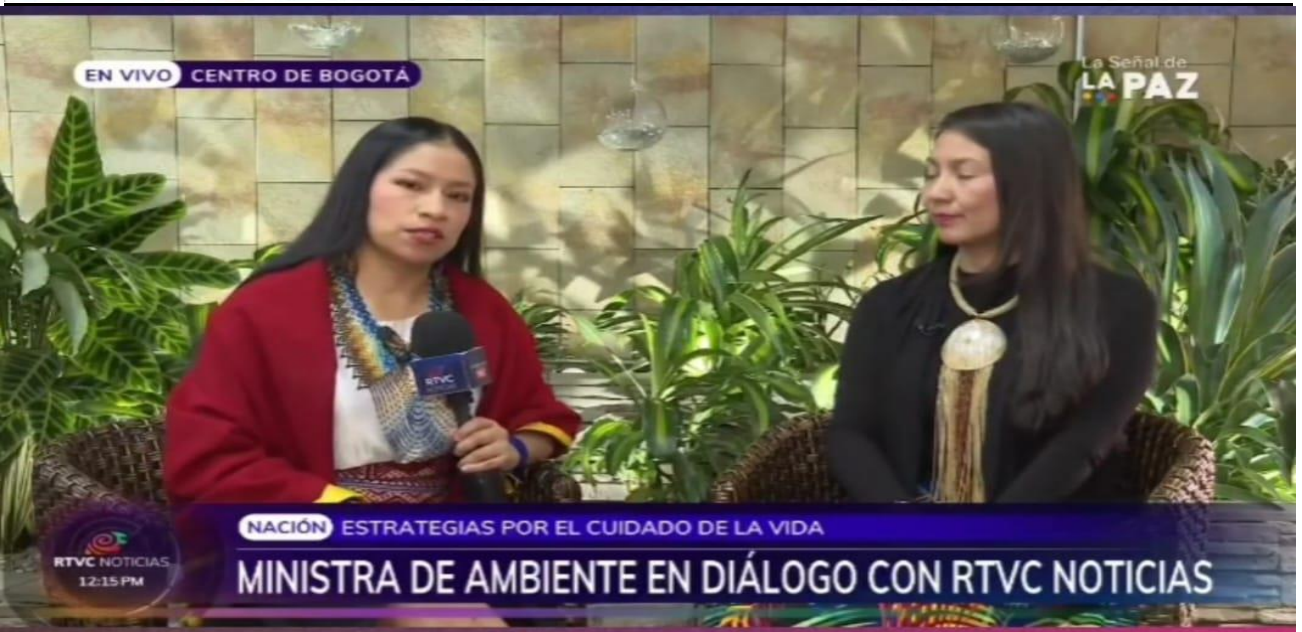 EN VIVO CENTRO DE BOGOTÁ
La Señal de
LA PAZ
RTVC
NACIÓN ESTRATEGIAS POR EL CUIDADO DE LA VIDA
RTVC NOTICIAS
12:15 PM
MINISTRA DE AMBIENTE EN DIÁLOGO CON RTVC NOTICIAS